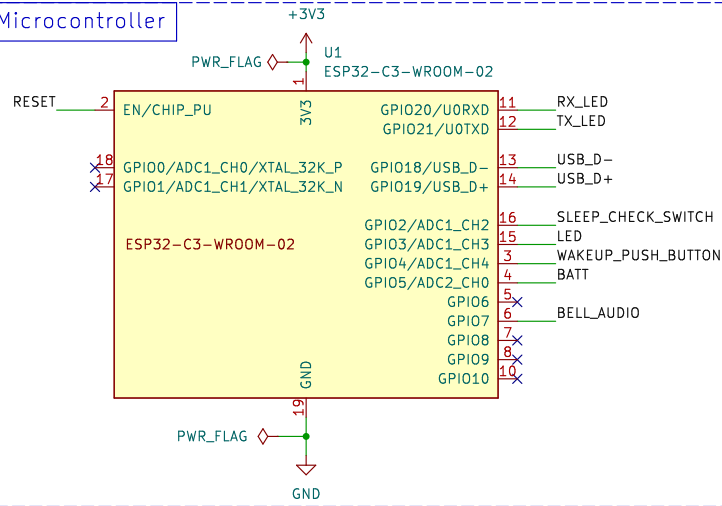 Microcontroller
+3V3
PWR_FLAG
U1
ESP32-C3-WROOM-02
1
3V3
RESET
2
EN/CHIP_PU
GPIO20/U0RXD
11
RX_LED
GPIO21/U0TXD
12
TX_LED
18
GPIO0/ADC1_CH0/XTAL_32K_P
GPIO18/USB_D-
13
USB_D-
17
GPIO1/ADC1_CH1/XTAL_32K_N
GPIO19/USB_D+
14
USB_D+
GPIO2/ADC1_CH2
16
SLEEP_CHECK_SWITCH
ESP32-C3-WROOM-02
GPIO3/ADC1_CH3
15
LED
GPIO4/ADC1_CH4
3
WAKEUP_PUSH_BUTTON
GPIO5/ADC2_CH0
4
BATT
GPIO6
5
GPIO7
6
BELL_AUDIO
GPIO8
7
GPIO9
8
GPIO10
10
GND
19
PWR_FLAG
GND